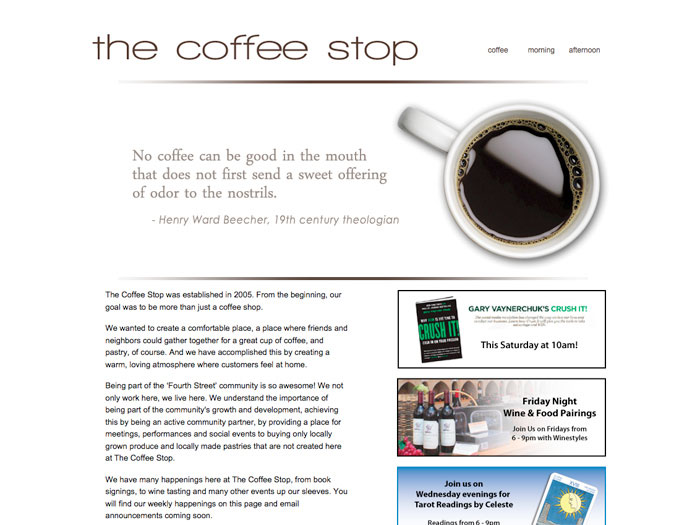 the coffee stop
coffee morning afternoon
No coffee can be good in the mouth
that does not first send a sweet offering
of odor to the nostrils.
- Henry Ward Beecher, 19th century theologian
The Coffee Stop was established in 2005. From the beginning, our
goal was to be more than just a coffee shop.
We wanted to create a comfortable place, a place where friends and
neighbors could gather together for a great cup of coffee, and
pastry, of course. And we have accomplished this by creating a
warm, loving atmosphere where customers feel at home.
Being part of the 'Fourth Street' community is so awesome! We not
only work here, we live here. We understand the importance of
being part of the community's growth and development, achieving
this by being an active community partner, by providing a place for
meetings, performances and social events to buying only locally
grown produce and locally made pastries that are not created here
at The Coffee Stop.
We have many happenings here at The Coffee Stop, from book
signings, to wine tasting and many other events up our sleeves. You
will find our weekly happenings on this page and email
announcements coming soon.
GARY VAYNERCHUK'S CRUSH IT!
CRUSH IT!
This Saturday at 10am!
Friday Night
Wine & Food Pairings
Join Us on Fridays from
6 - 9pm with Winestyles
Join us on
Wednesday evenings for
Tarot Readings by Celeste
Readings from 6 - 9pm